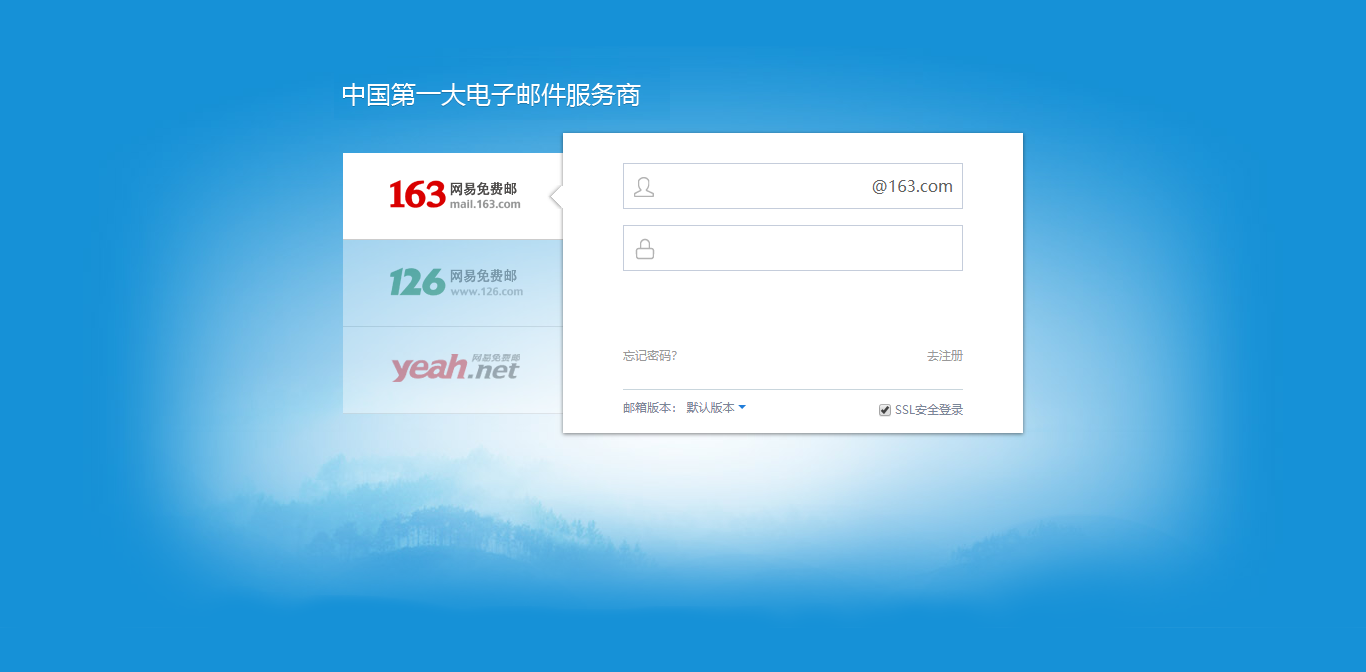 中国第一大电子邮件服务商
163 网易免费邮
mail.163.com
126 网易免费邮
www.126.com
yeah.net 网易免费邮
@163.com
忘记密码?
去注册
邮箱版本： 默认版本
SSL安全登录